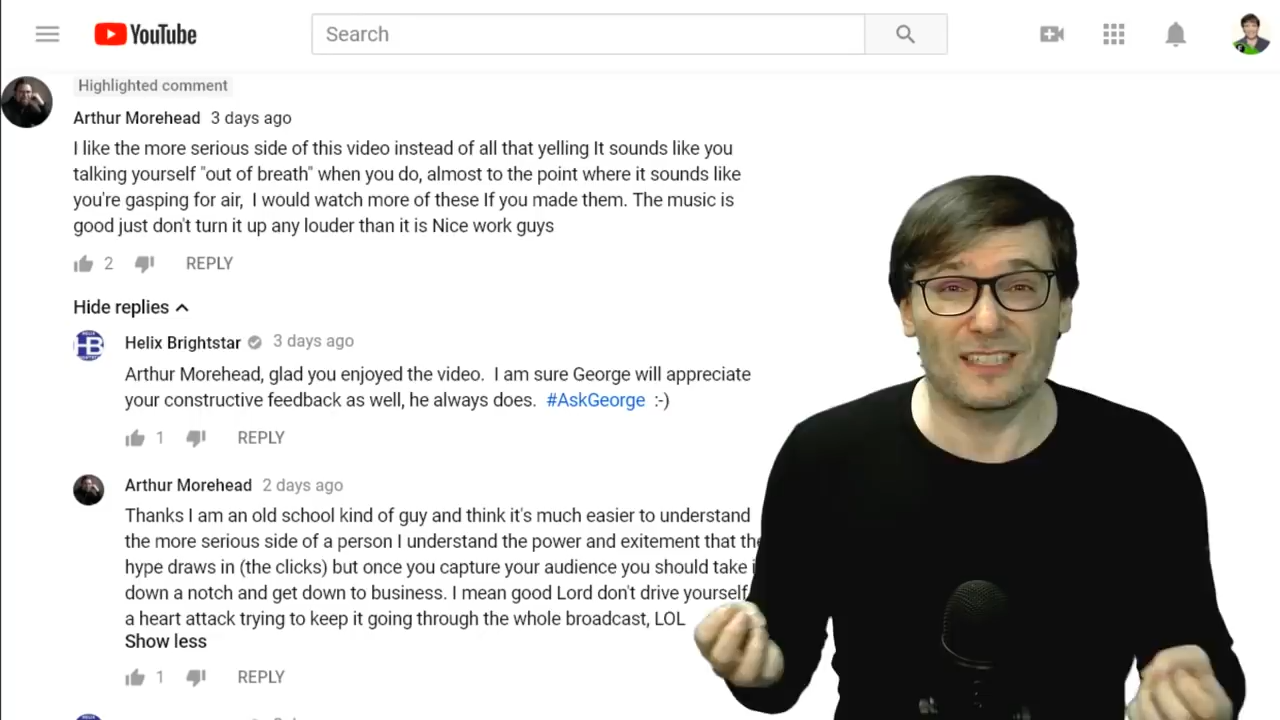 YouTube
Search
Highlighted comment
Arthur Morehead 3 days ago
I like the more serious side of this video instead of all that yelling It sounds like you
talking yourself "out of breath" when you do, almost to the point where it sounds like
you're gasping for air, I would watch more of these If you made them. The music is
good just don't turn it up any louder than it is Nice work guys
2 REPLY
Hide replies
HB
Helix Brightstar 3 days ago
Arthur Morehead, glad you enjoyed the video. I am sure George will appreciate
your constructive feedback as well, he always does. #AskGeorge :-)
1 REPLY
Arthur Morehead 2 days ago
Thanks I am an old school kind of guy and think it's much easier to understand
the more serious side of a person I understand the power and exitement that the
hype draws in (the clicks) but once you capture your audience you should take
down a notch and get down to business. I mean good Lord don't drive yourself
a heart attack trying to keep it going through the whole broadcast, LOL
Show less
1 REPLY